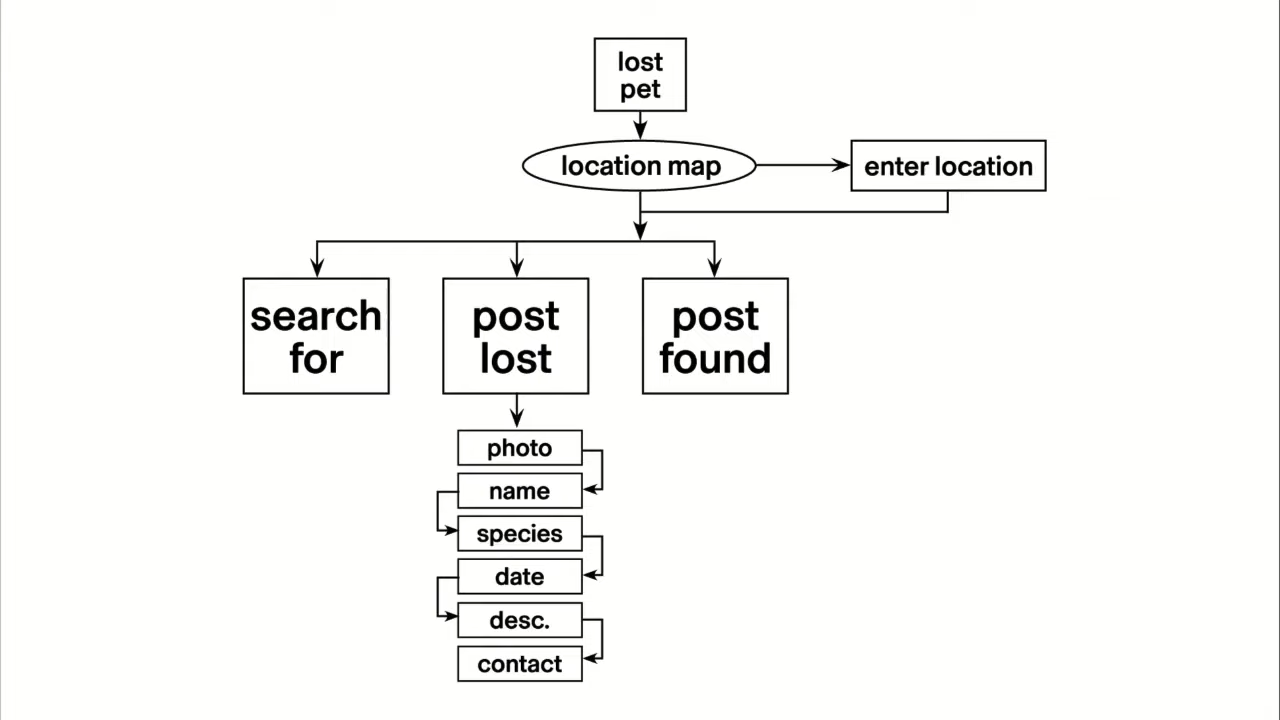 lost
pet
location map
enter location
search
for
post
lost
post
found
photo
name
species
date
desc.
contact